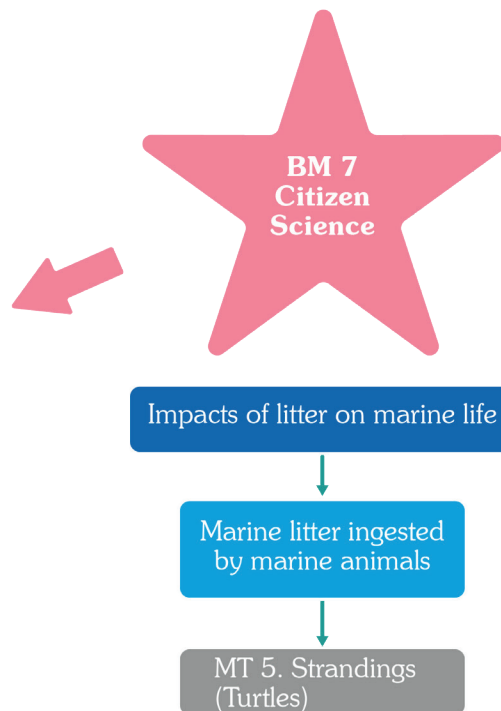 BM 7
Citizen
Science
Impacts of litter on marine life
Marine litter ingested
by marine animals
MT 5. Strandings
(Turtles)